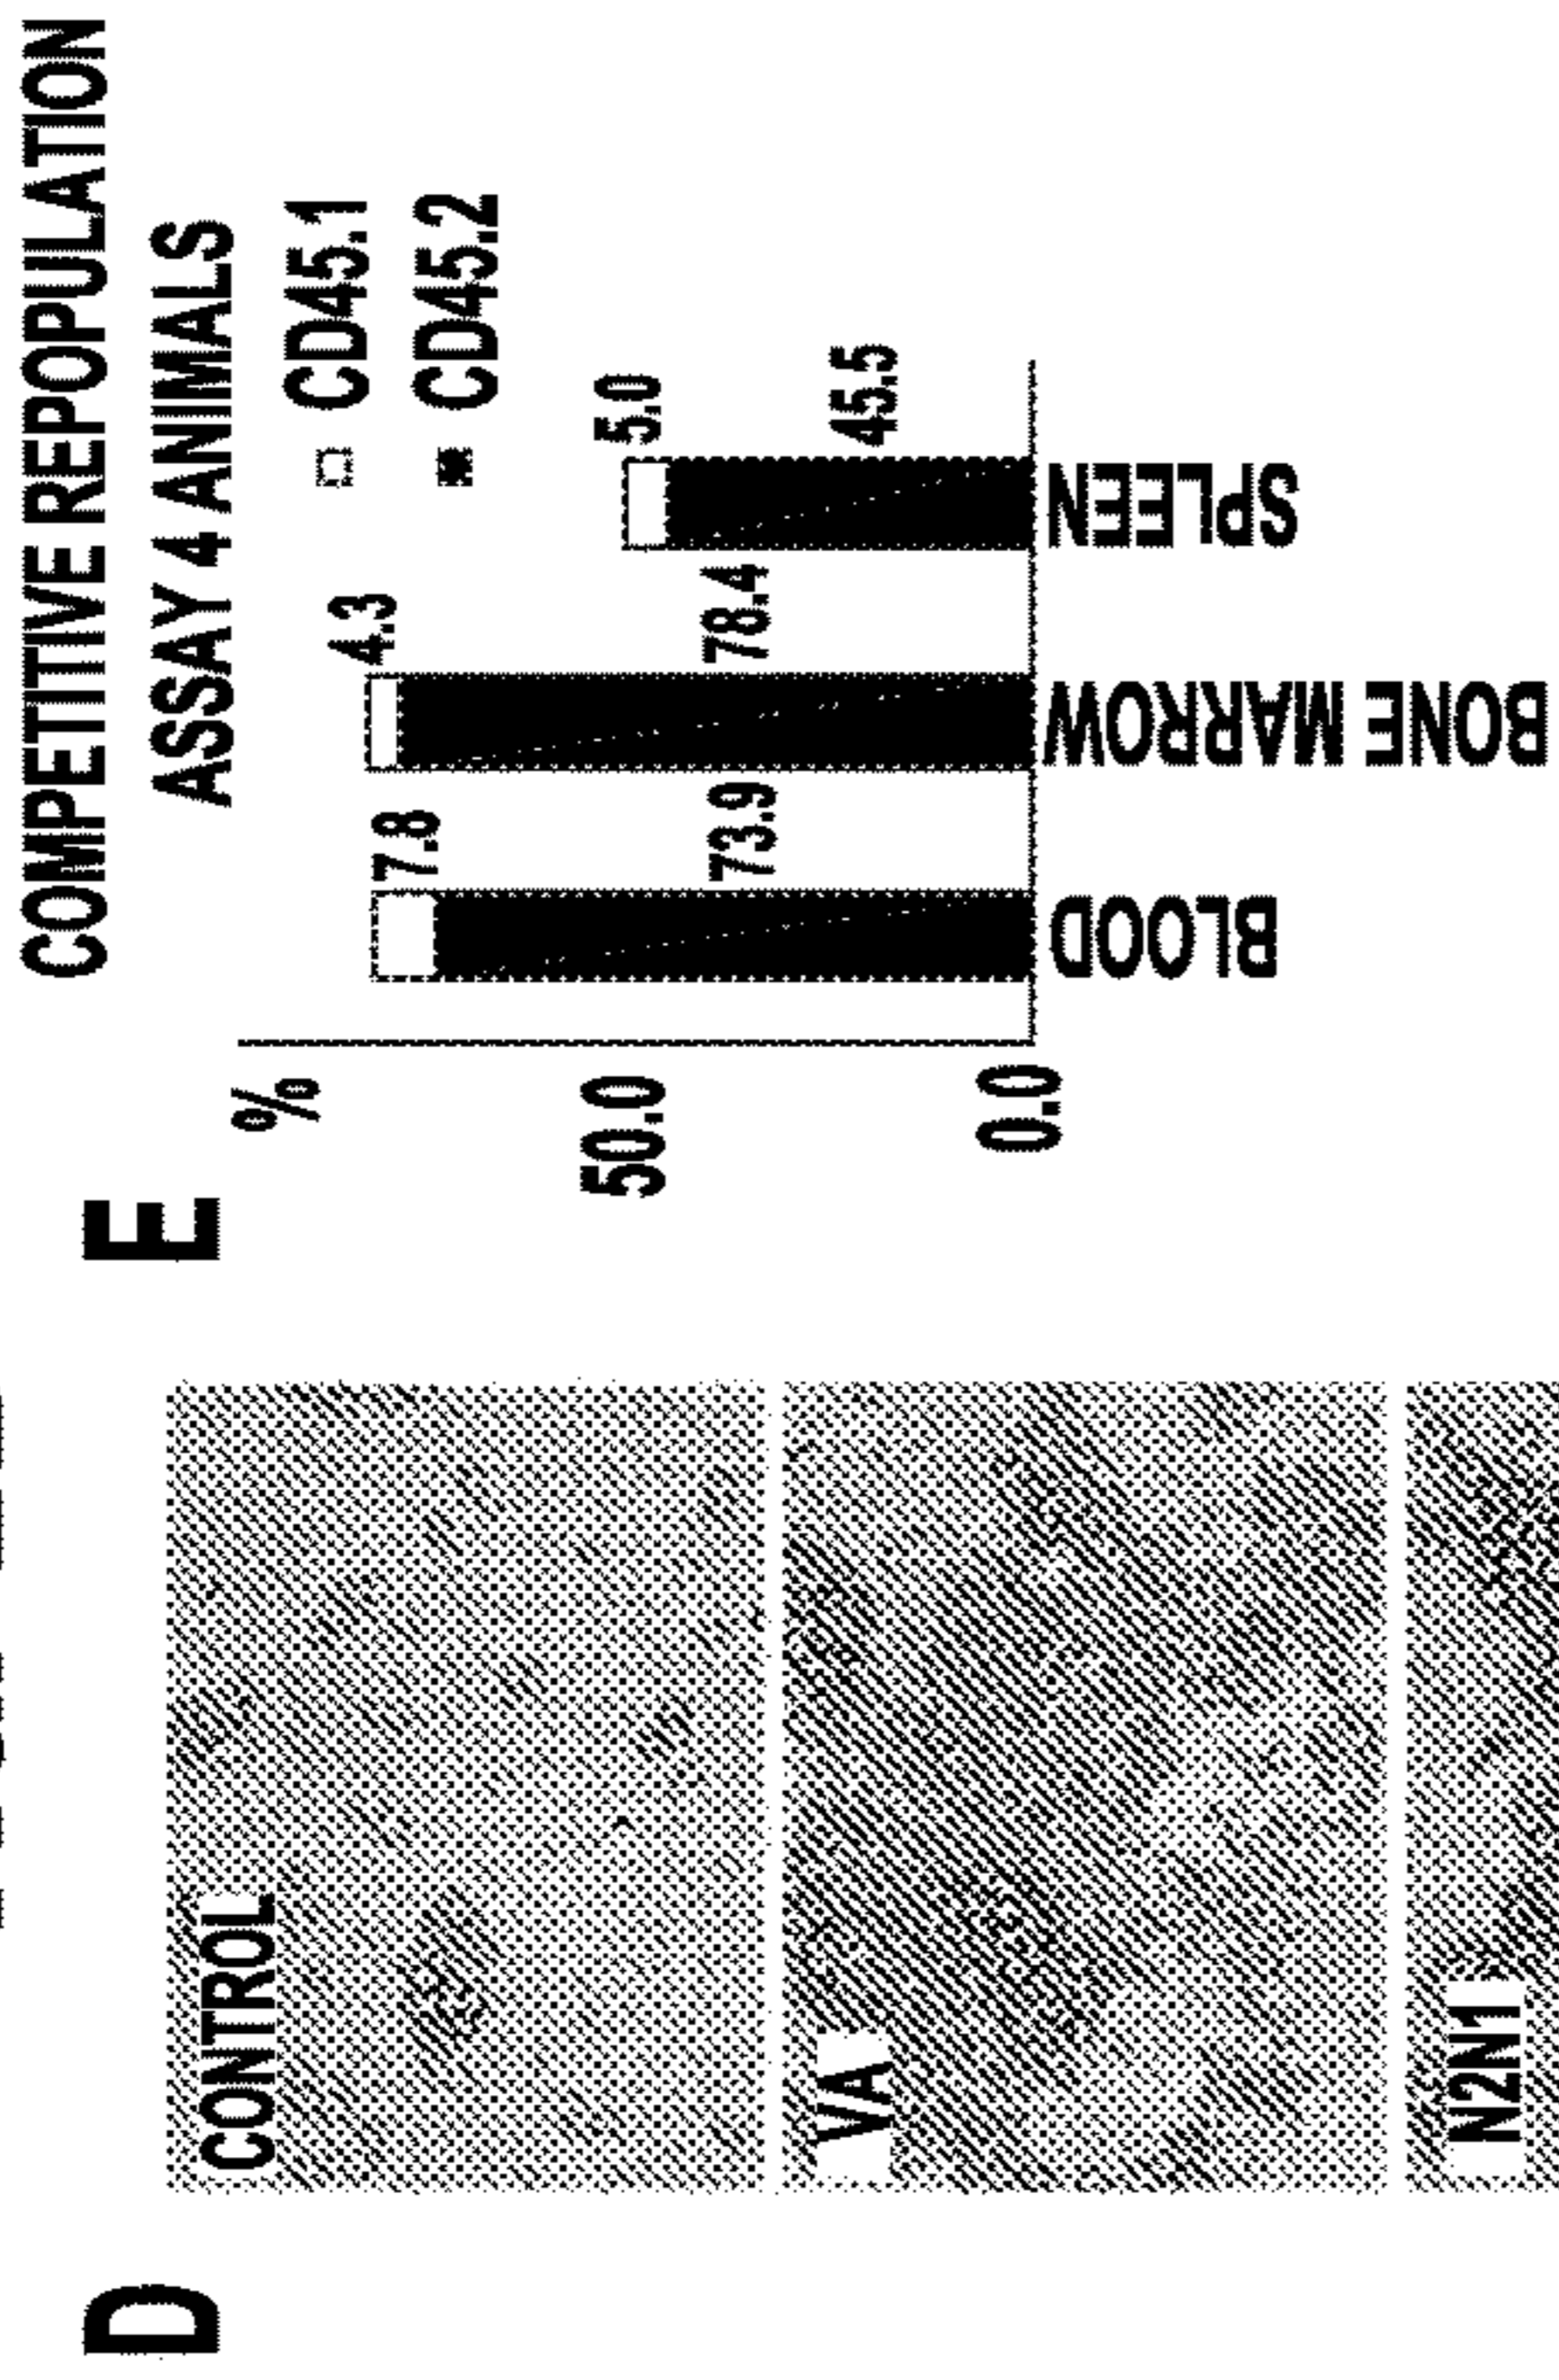 D
CONTROL
VA
N2N1
E
COMPETITIVE REPOPULATION
ASSAY 4 ANIMALS
CD45.1
CD45.2
%
50.0
0.0
7.8
73.9
4.3
78.4
5.0
45.5
BLOOD
BONE MARROW
SPLEEN